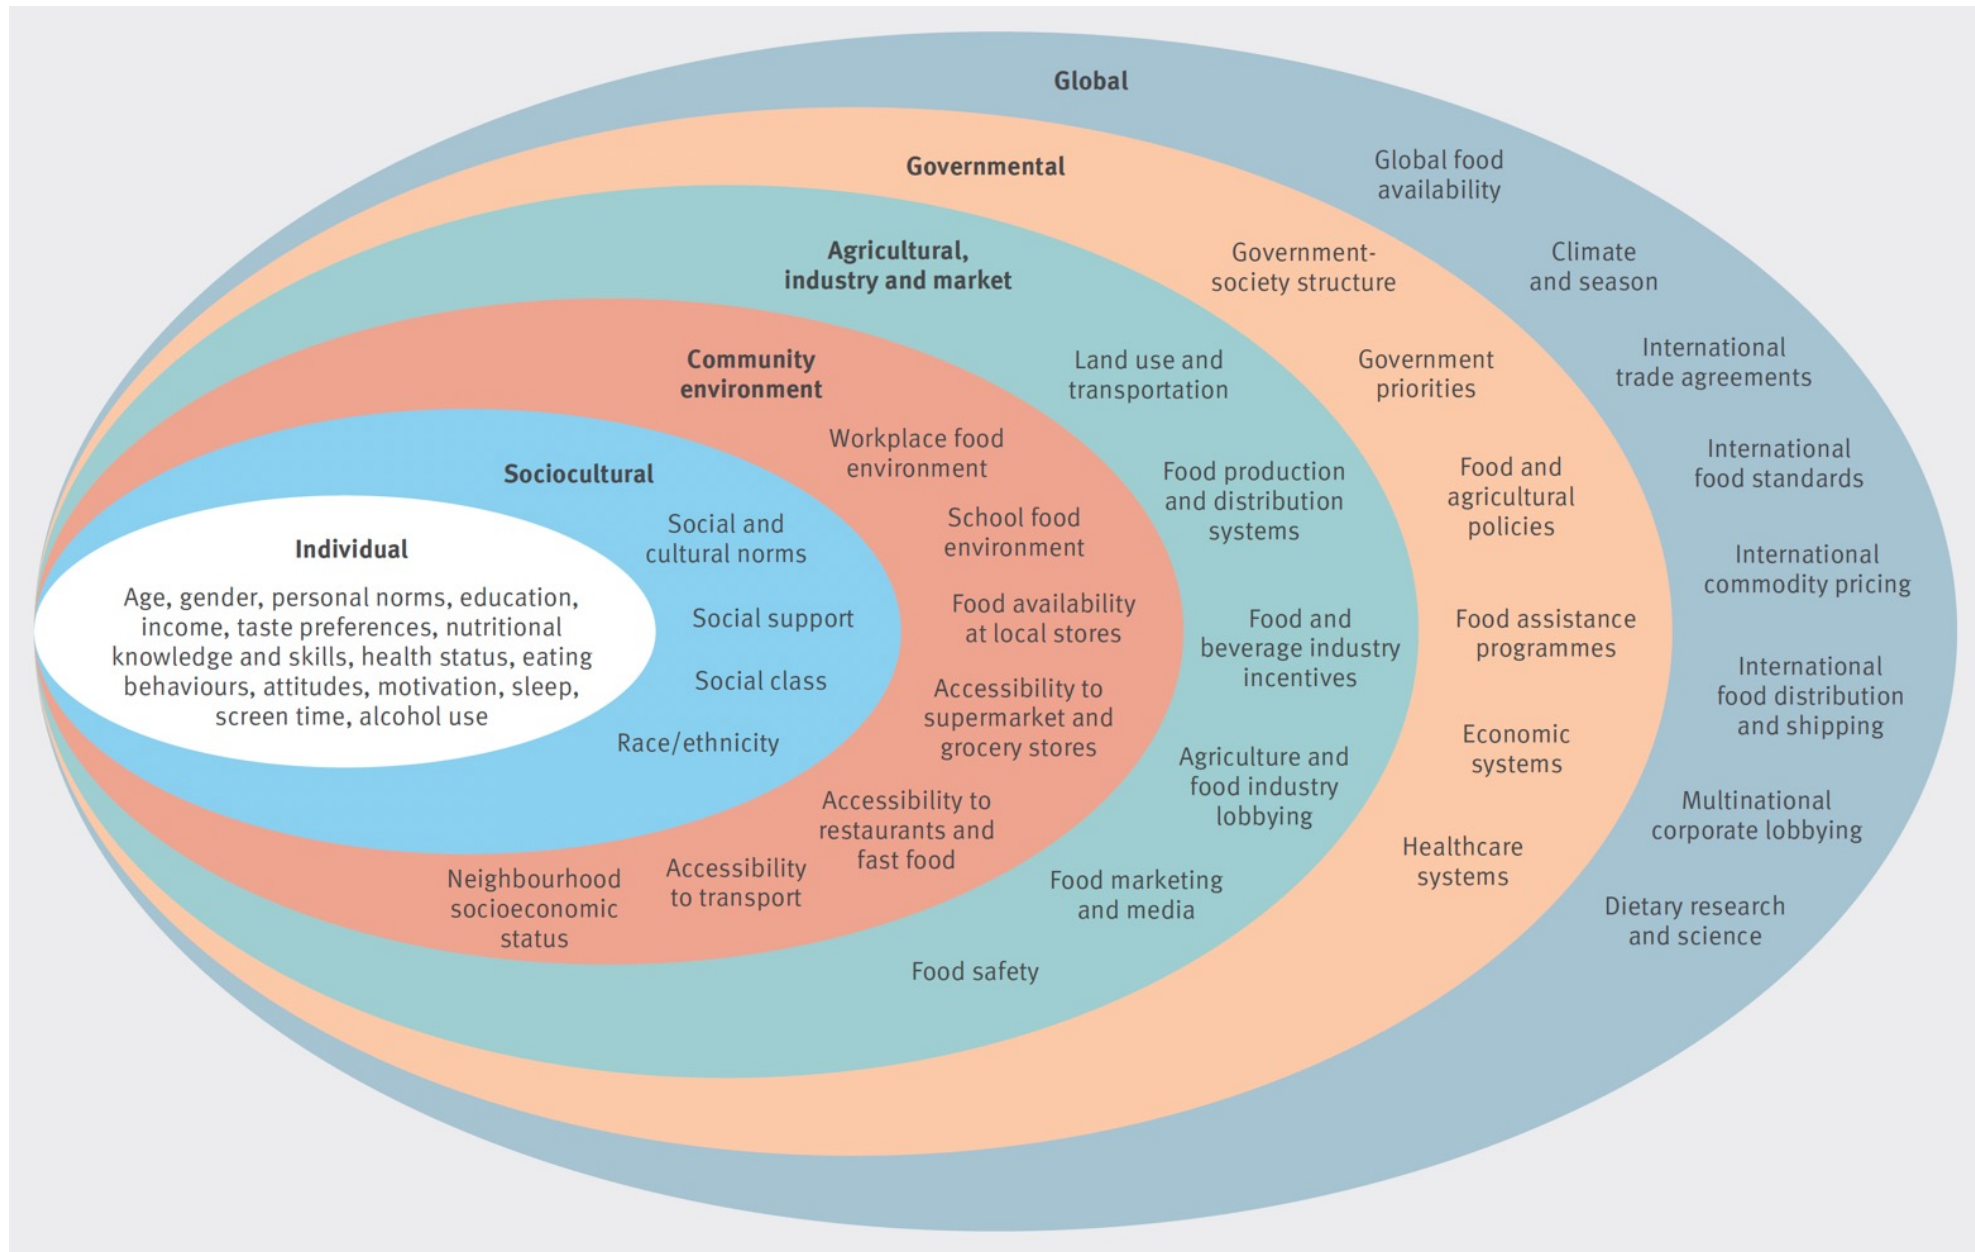 Global
Global food
availability
Climate
and season
International
trade agreements
International
food standards
International
commodity pricing
International
food distribution
and shipping
Multinational
corporate lobbying
Dietary research
and science
Governmental
Government-
society structure
Government
priorities
Food and
agricultural
policies
Food assistance
programmes
Economic
systems
Healthcare
systems
Agricultural,
industry and market
Land use and
transportation
Food production
and distribution
systems
Food and
beverage industry
incentives
Agriculture and
food industry
lobbying
Food marketing
and media
Food safety
Community
environment
Workplace food
environment
School food
environment
Food availability
at local stores
Accessibility to
supermarket and
grocery stores
Accessibility to
restaurants and
fast food
Accessibility
to transport
Neighbourhood
socioeconomic
status
Sociocultural
Social and
cultural norms
Social support
Social class
Race/ethnicity
Individual
Age, gender, personal norms, education,
income, taste preferences, nutritional
knowledge and skills, health status, eating
behaviours, attitudes, motivation, sleep,
screen time, alcohol use